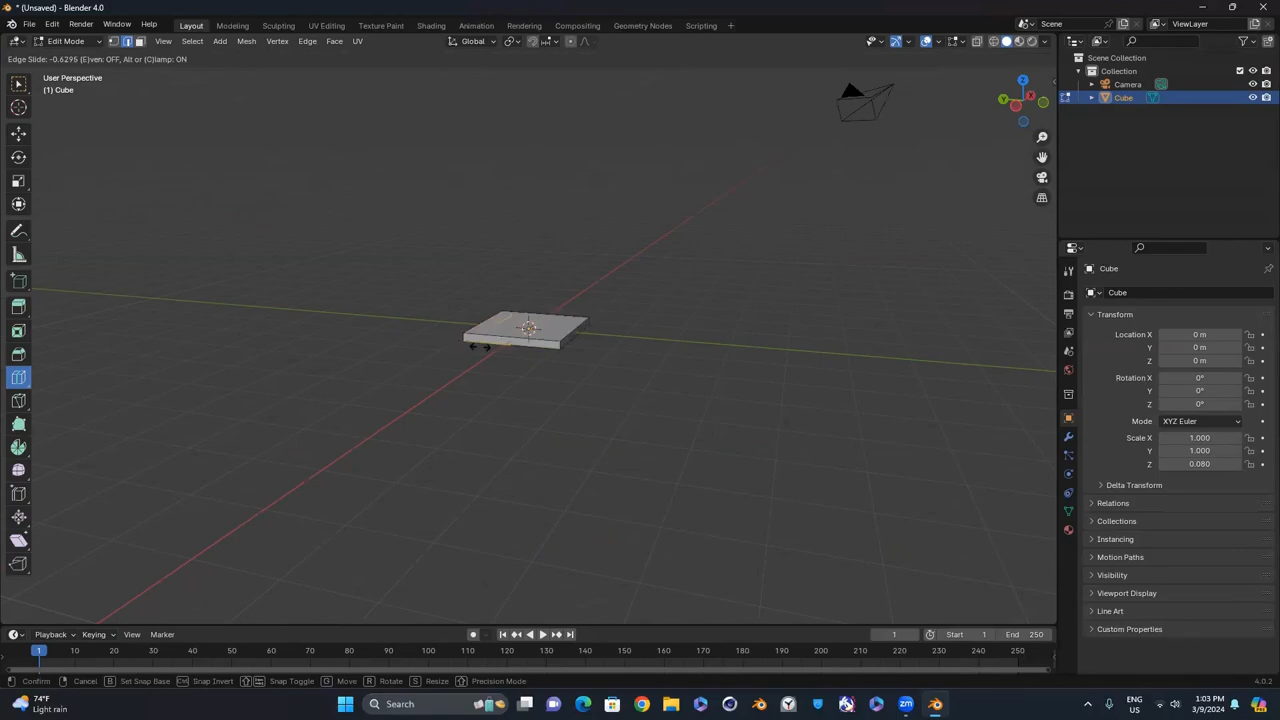 * (Unsaved) - Blender 4.0
File Edit Render Window Help Layout Modeling Sculpting UV Editing Texture Paint Shading Animation Rendering Compositing Geometry Nodes Scripting + Scene ViewLayer
Edit Mode View Select Add Mesh Vertex Edge Face UV Global
Edge Slide: -0.6295 (E)ven: OFF, Alt or (C)lamp: ON
User Perspective
(1) Cube
Z
Y
X
Scene Collection
Collection
Camera
Cube
Cube
Cube
Transform
Location X 0 m
Y 0 m
Z 0 m
Rotation X 0°
Y 0°
Z 0°
Mode XYZ Euler
Scale X 1.000
Y 1.000
Z 0.080
Delta Transform
Relations
Collections
Instancing
Motion Paths
Visibility
Viewport Display
Line Art
Custom Properties
Playback Keying View Marker 1 Start 1 End 250
1 10 20 30 40 50 60 70 80 90 100 110 120 130 140 150 160 170 180 190 200 210 220 230 240 250
Confirm Cancel B Set Snap Base Ctrl Snap Invert Snap Toggle G Move R Rotate S Resize Precision Mode 4.0.2
74°F
Light rain
Search
ENG
US
1:03 PM
3/9/2024